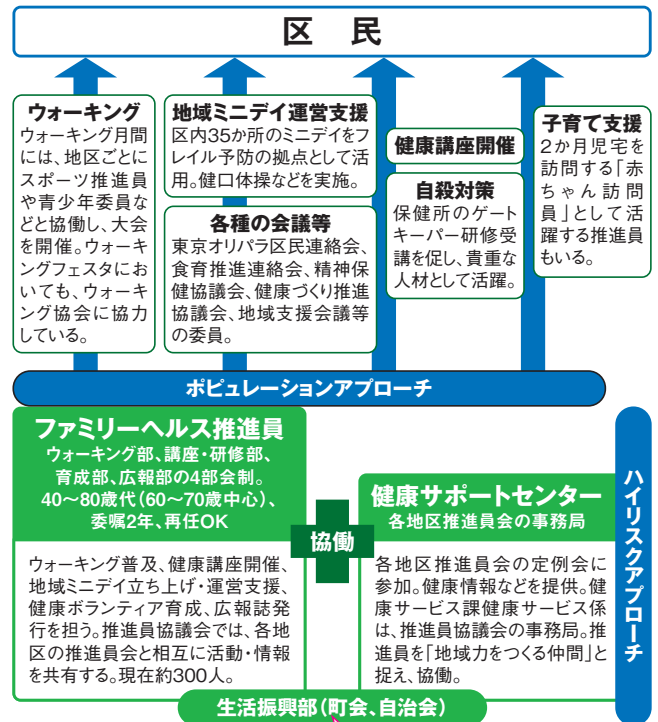 区 民
ウォーキング
ウォーキング月間
には、地区ごとに
スポーツ推進員
や青少年委員な
どと協働し、大会
を開催。ウォーキ
ングフェスタにお
いても、ウォーキ
ング協会に協力
している。
地域ミニデイ運営支援
区内35か所のミニデイをフ
レイル予防の拠点として活
用。健口体操などを実施。
各種の会議等
東京オリパラ区民連絡会、
食育推進連絡会、精神保
健協議会、健康づくり推進
協議会、地域支援会議等
の委員。
健康講座開催
自殺対策
保健所のゲート
キーパー研修受
講を促し、貴重な
人材として活躍。
子育て支援
2か月児宅を
訪問する「赤
ちゃん訪問
員」として活
躍する推進員
もいる。
ポピュレーションアプローチ
ファミリーヘルス推進員
ウォーキング部、講座・研修部、
育成部、広報部の4部会制。
40〜80歳代(60〜70歳中心)、
委嘱2年、再任OK
ウォーキング普及、健康講座開催、
地域ミニデイ立ち上げ・運営支援、
健康ボランティア育成、広報誌発
行を担う。推進員協議会では、各地
区の推進員会と相互に活動・情報
を共有する。現在約300人。
協働
健康サポートセンター
各地区推進員会の事務局
各地区推進員会の定例会に
参加。健康情報などを提供。健
康サービス課健康サービス係
は、推進員協議会の事務局。推
進員を「地域力をつくる仲間」と
捉え、協働。
ハイリスクアプローチ
生活振興部(町会、自治会)